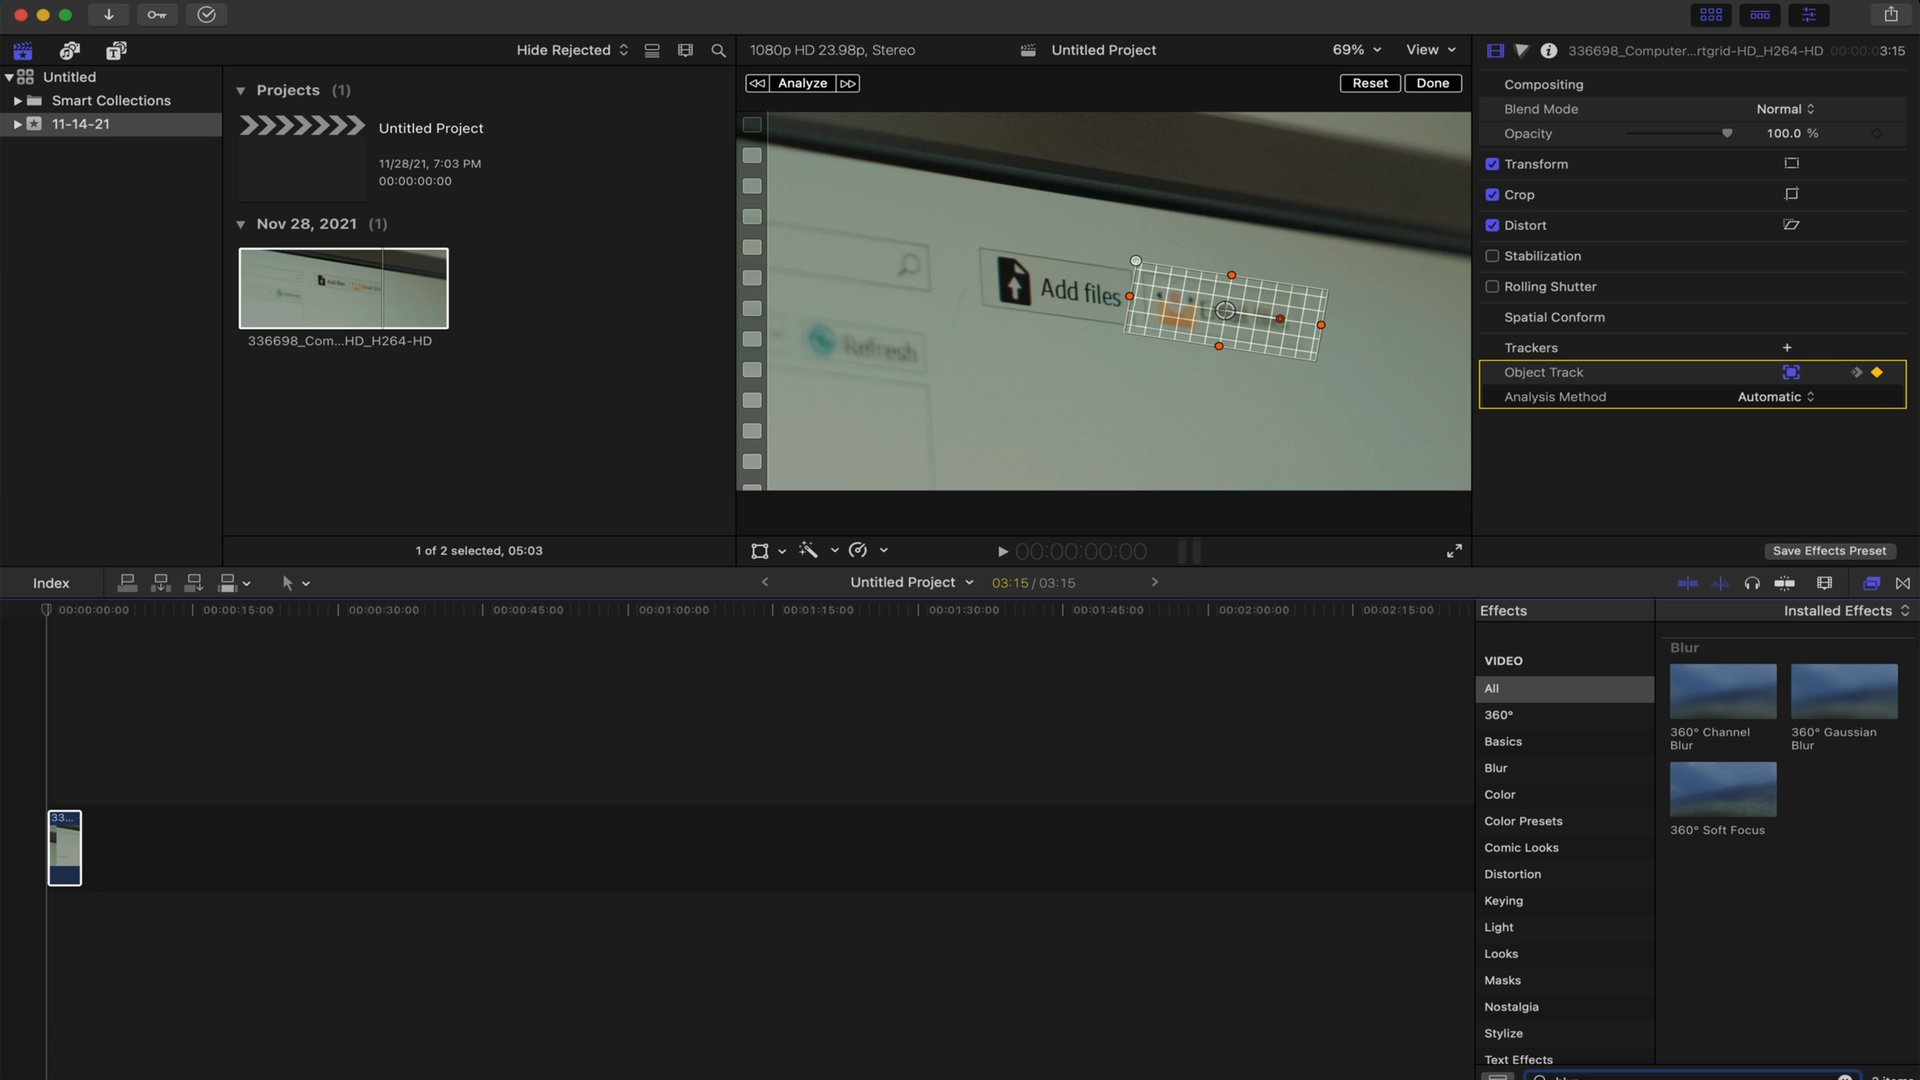 Hide Rejected
1080p HD 23.98p, Stereo
Untitled Project
69%
View
336698_Computer...rtgrid-HD_H264-HD
00:00:03:15
Untitled
Smart Collections
11-14-21
Projects (1)
Untitled Project
11/28/21, 7:03 PM
00:00:00:00
Nov 28, 2021 (1)
Add files
336698_Com...HD_H264-HD
1 of 2 selected, 05:03
Analyze
Reset
Done
Add files
Refresh
00:00:00:00
Compositing
Blend Mode
Normal
Opacity
100.0 %
Transform
Crop
Distort
Stabilization
Rolling Shutter
Spatial Conform
Trackers
+
Object Track
Analysis Method
Automatic
Save Effects Preset
Index
Untitled Project
03:15 / 03:15
00:00:00:00
00:00:15:00
00:00:30:00
00:00:45:00
00:01:00:00
00:01:15:00
00:01:30:00
00:01:45:00
00:02:00:00
00:02:15:00
33...
Effects
Installed Effects
VIDEO
All
360°
Basics
Blur
Color
Color Presets
Comic Looks
Distortion
Keying
Light
Looks
Masks
Nostalgia
Stylize
Text Effects
Blur
360° Channel
Blur
360° Gaussian
Blur
360° Soft Focus